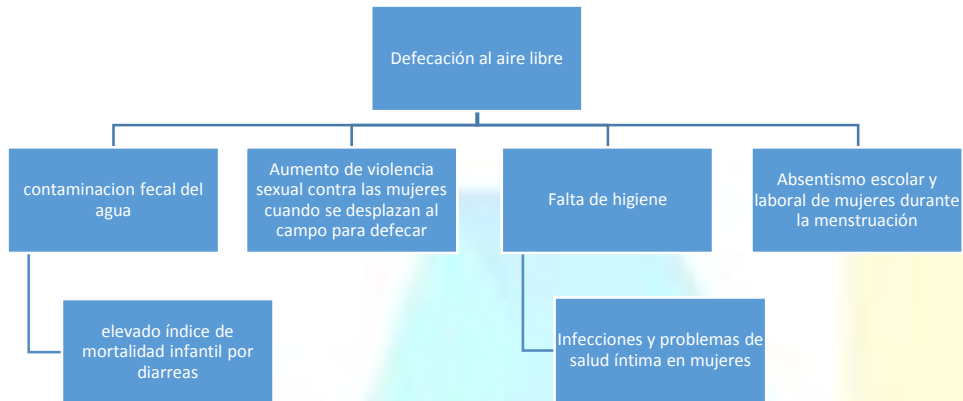 Defecación al aire libre
contaminacion fecal del
agua
Aumento de violencia
sexual contra las mujeres
cuando se desplazan al
campo para defecar
Falta de higiene
Absentismo escolar y
laboral de mujeres durante
la menstruación
elevado índice de
mortalidad infantil por
diarreas
Infecciones y problemas de
salud íntima en mujeres